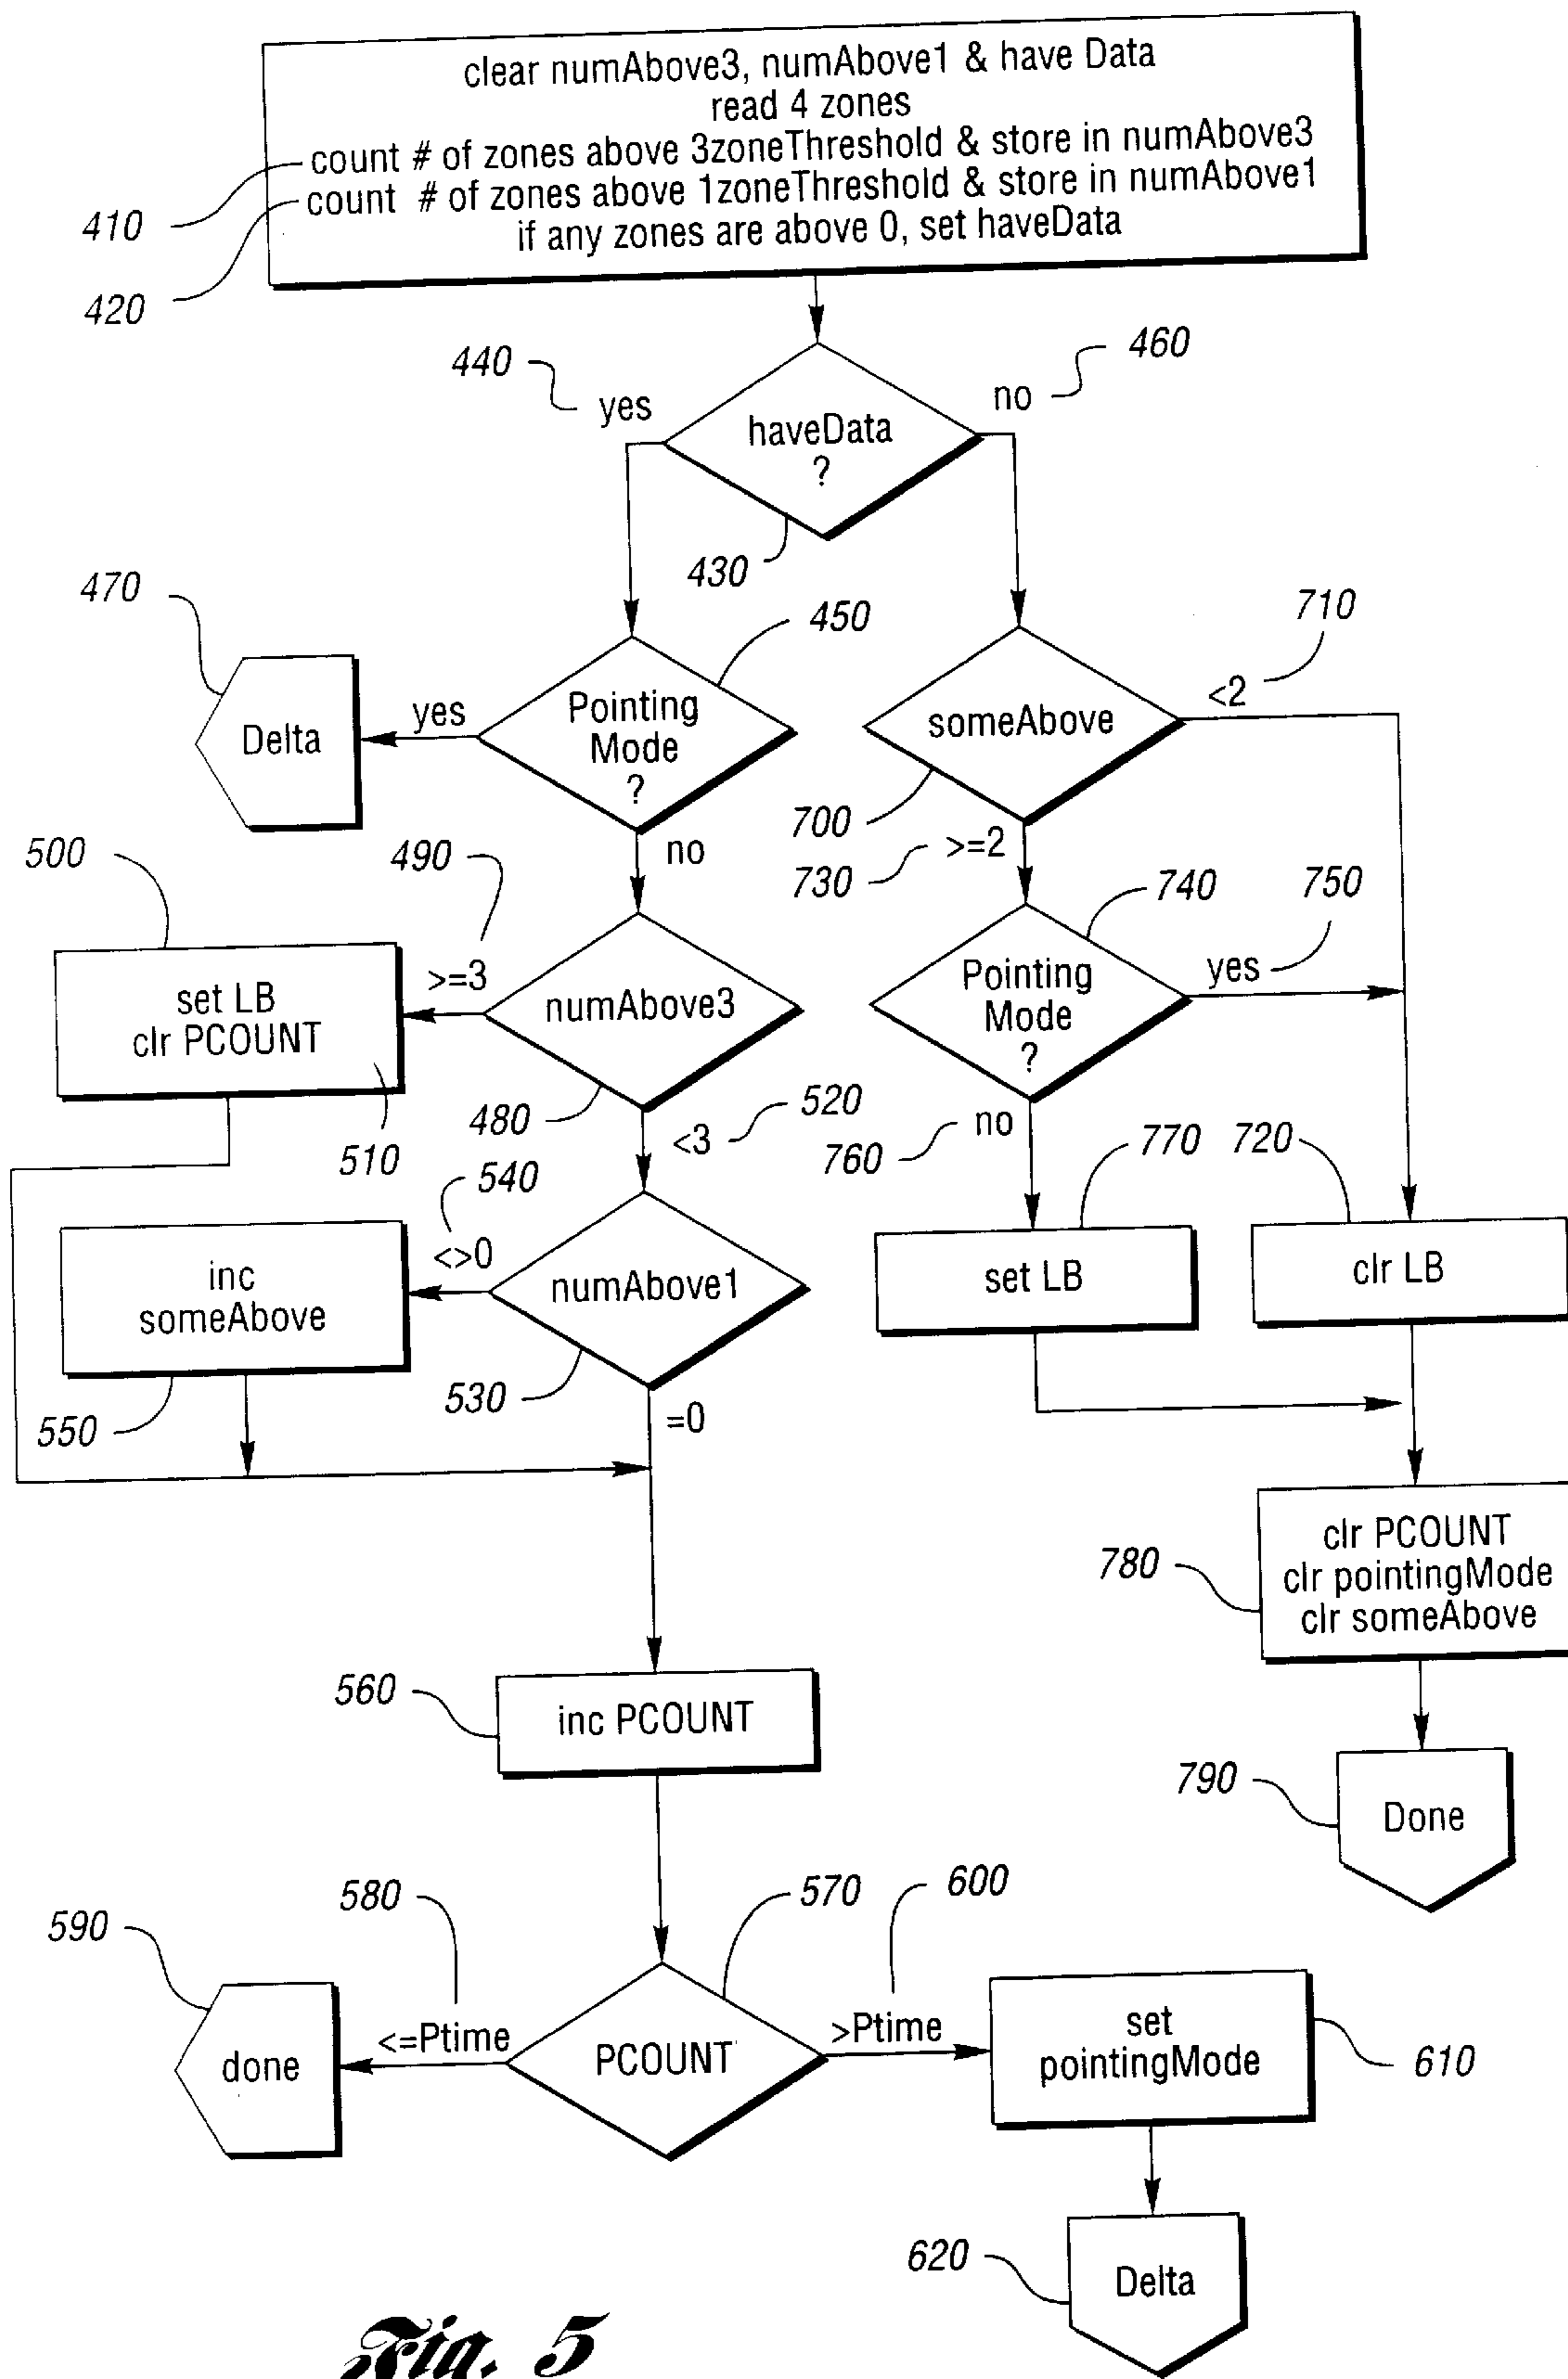 clear numAbove3, numAbove1 & have Data
read 4 zones
count # of zones above 3zoneThreshold & store in numAbove3
count # of zones above 1zoneThreshold & store in numAbove1
if any zones are above 0, set haveData
410
420
440
yes
460
no
haveData
?
430
470
450
710
Delta
yes
Pointing
Mode
?
someAbove
<2
700
500
490
no
730
>=2
740
750
set LB
clr PCOUNT
>=3
numAbove3
Pointing
Mode
?
yes
510
480
<3
520
760
no
770
720
540
inc
someAbove
<>0
numAbove1
set LB
clr LB
550
530
=0
780
clr PCOUNT
clr pointingMode
clr someAbove
560
inc PCOUNT
790
Done
590
580
570
600
done
<=Ptime
PCOUNT
>Ptime
set
pointingMode
610
620
Delta
Fig. 5